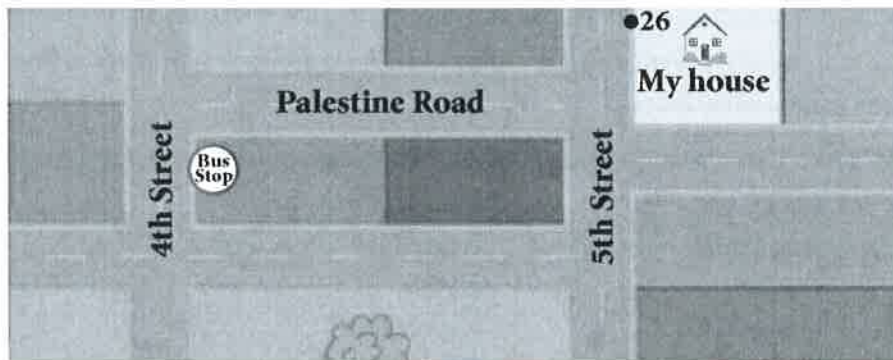 26
My house
Palestine Road
Bus
Stop
4th Street
5th Street